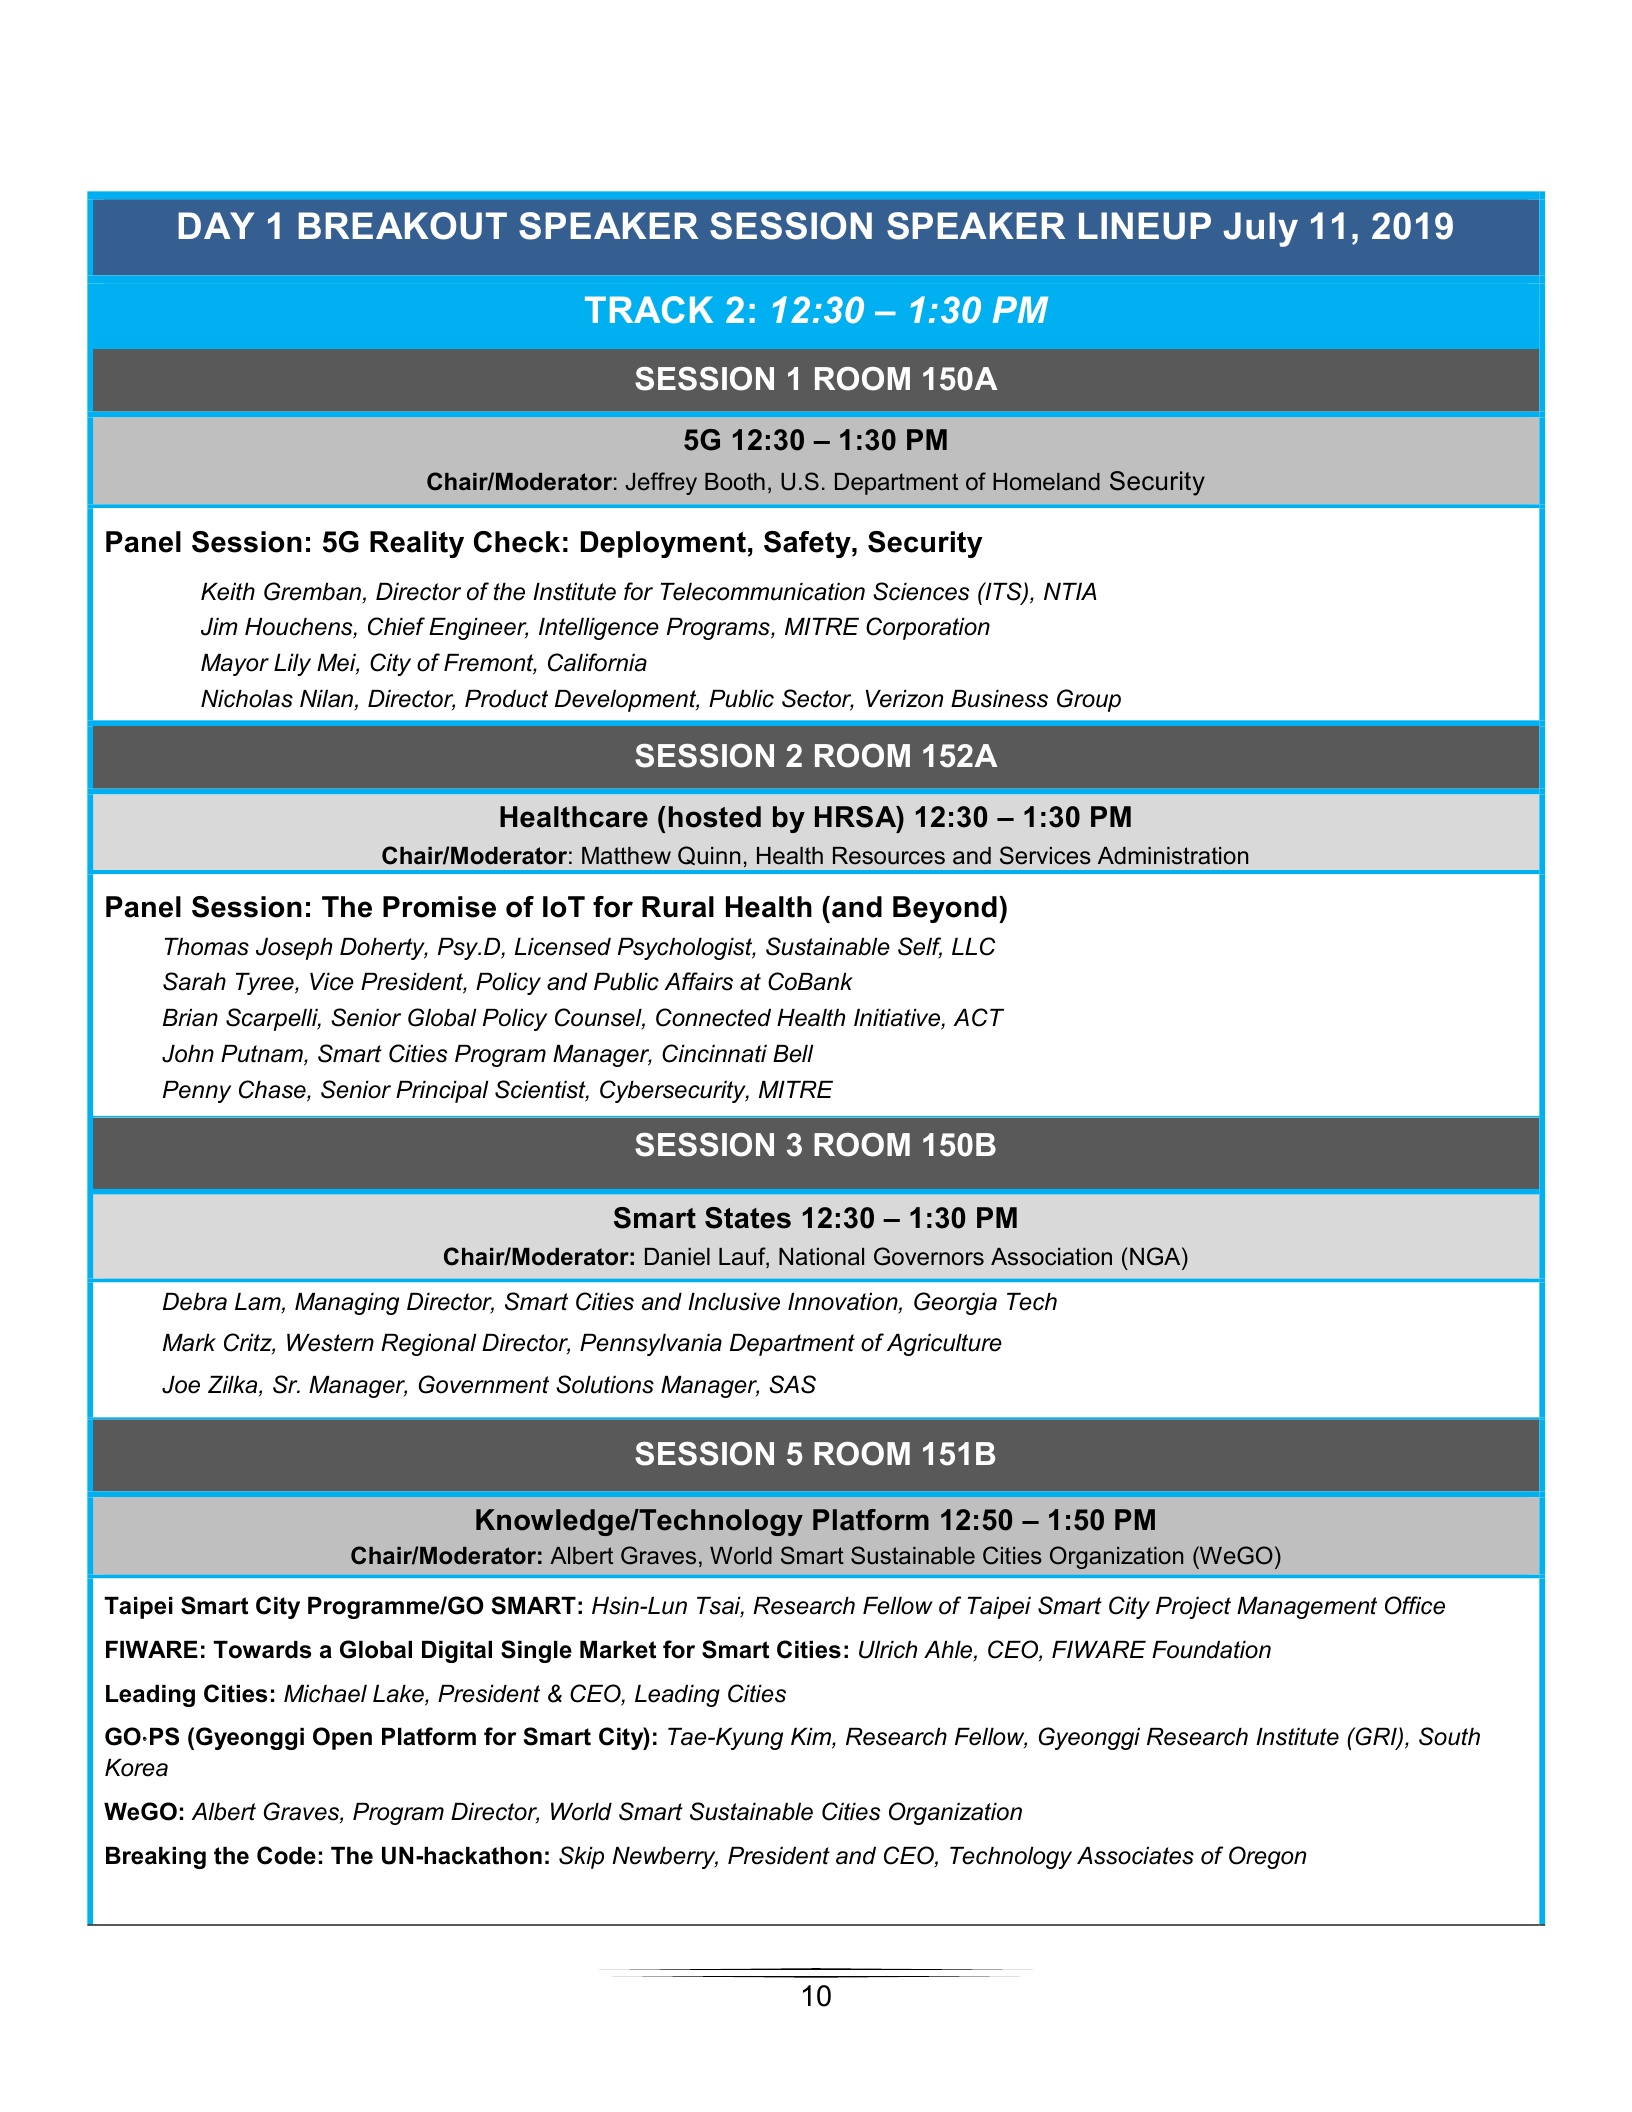 DAY 1 BREAKOUT SPEAKER SESSION SPEAKER LINEUP July 11, 2019
TRACK 2: 12:30 – 1:30 PM
SESSION 1 ROOM 150A
5G 12:30 – 1:30 PM
Chair/Moderator: Jeffrey Booth, U.S. Department of Homeland Security
Panel Session: 5G Reality Check: Deployment, Safety, Security
Keith Gremban, Director of the Institute for Telecommunication Sciences (ITS), NTIA
Jim Houchens, Chief Engineer, Intelligence Programs, MITRE Corporation
Mayor Lily Mei, City of Fremont, California
Nicholas Nilan, Director, Product Development, Public Sector, Verizon Business Group
SESSION 2 ROOM 152A
Healthcare (hosted by HRSA) 12:30 – 1:30 PM
Chair/Moderator: Matthew Quinn, Health Resources and Services Administration
Panel Session: The Promise of IoT for Rural Health (and Beyond)
Thomas Joseph Doherty, Psy.D, Licensed Psychologist, Sustainable Self, LLC
Sarah Tyree, Vice President, Policy and Public Affairs at CoBank
Brian Scarpelli, Senior Global Policy Counsel, Connected Health Initiative, ACT
John Putnam, Smart Cities Program Manager, Cincinnati Bell
Penny Chase, Senior Principal Scientist, Cybersecurity, MITRE
SESSION 3 ROOM 150B
Smart States 12:30 – 1:30 PM
Chair/Moderator: Daniel Lauf, National Governors Association (NGA)
Debra Lam, Managing Director, Smart Cities and Inclusive Innovation, Georgia Tech
Mark Critz, Western Regional Director, Pennsylvania Department of Agriculture
Joe Zilka, Sr. Manager, Government Solutions Manager, SAS
SESSION 5 ROOM 151B
Knowledge/Technology Platform 12:50 – 1:50 PM
Chair/Moderator: Albert Graves, World Smart Sustainable Cities Organization (WeGO)
Taipei Smart City Programme/GO SMART: Hsin-Lun Tsai, Research Fellow of Taipei Smart City Project Management Office
FIWARE: Towards a Global Digital Single Market for Smart Cities: Ulrich Ahle, CEO, FIWARE Foundation
Leading Cities: Michael Lake, President & CEO, Leading Cities
GO·PS (Gyeonggi Open Platform for Smart City): Tae-Kyung Kim, Research Fellow, Gyeonggi Research Institute (GRI), South
Korea
WeGO: Albert Graves, Program Director, World Smart Sustainable Cities Organization
Breaking the Code: The UN-hackathon: Skip Newberry, President and CEO, Technology Associates of Oregon
10